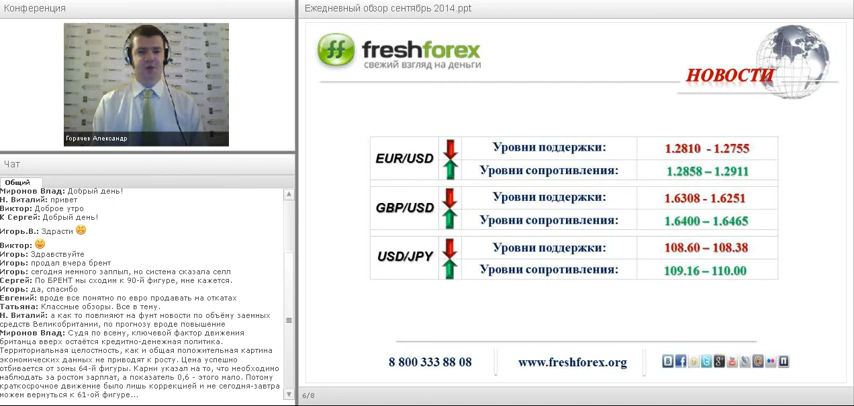 Конференция
Горячев Александр
Чат
Общий
Миронов Влад: Добрый день!
Н. Виталий: привет
Виктор: Доброе утро
К Сергей: Добрый день!
Игорь.В.: Здрасти
Виктор:
Игорь: Здравствуйте
Игорь: продал вчера брент
Игорь: сегодня немного заплыл, но система сказала селл
Сергей: По БРЕНТ мы сходим к 90-й фигуре, мне кажется.
Игорь: да, спасибо
Евгений: вроде все понятно по евро продавать на откатах
Татьяна: Классные обзоры. Все в тему.
Н. Виталий: а как то повлияют на фунт новости по объёму заемных
средств Великобритании, по прогнозу вроде повышение
Миронов Влад: Судя по всему, ключевой фактор движения
британца вверх остаётся кредитно-денежная политика.
Территориальная целостность, как и общая положительная картина
экономических данных не приводят к росту. Цена успешно
отбивается от зоны 64-й фигуры. Карни указал на то, что необходимо
наблюдать за ростом зарплат, а показатель 0,6 - этого мало. Потому
краткосрочное движение было лишь коррекцией и не сегодня-завтра
можем вернуться к 61-ой фигуре...
Ежедневный обзор сентябрь 2014.ppt
freshforex
свежий взгляд на деньги
НОВОСТИ
EUR/USD
Уровни поддержки: 1.2810 - 1.2755
Уровни сопротивления: 1.2858 – 1.2911
GBP/USD
Уровни поддержки: 1.6308 - 1.6251
Уровни сопротивления: 1.6400 – 1.6465
USD/JPY
Уровни поддержки: 108.60 – 108.38
Уровни сопротивления: 109.16 – 110.00
8 800 333 88 08
www.freshforex.org
6/8